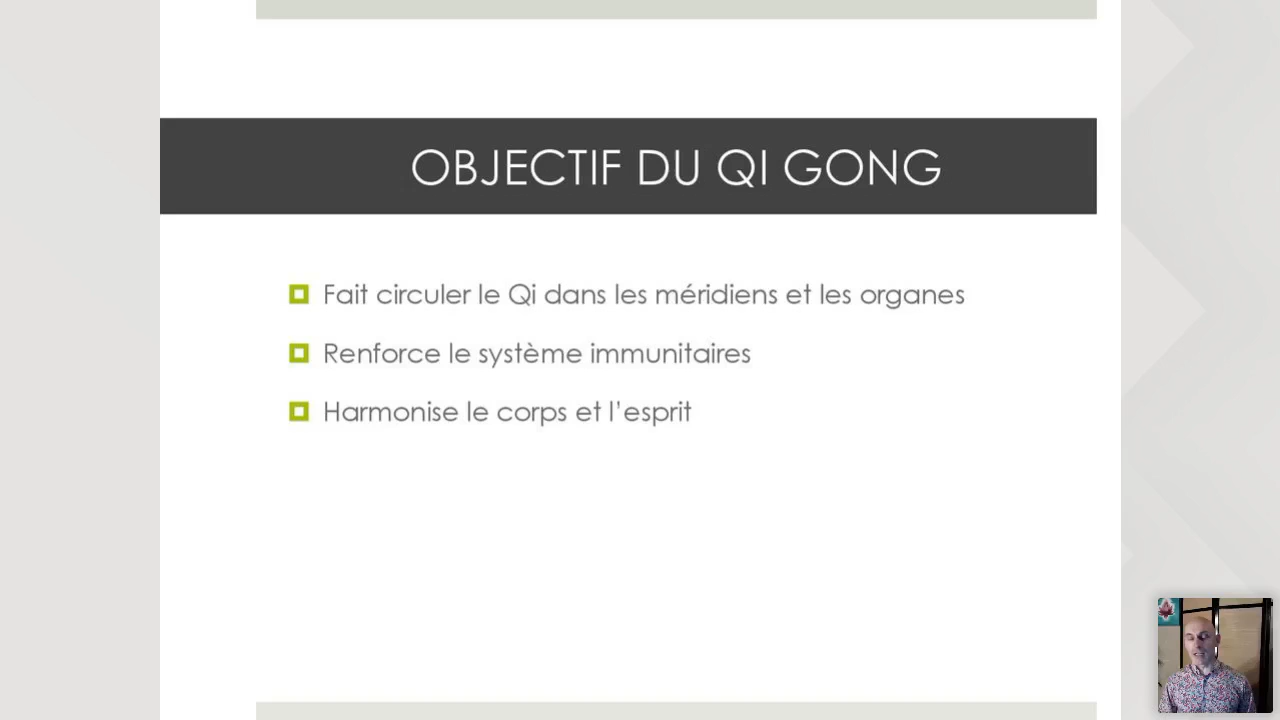 OBJECTIF DU QI GONG
Fait circuler le Qi dans les méridiens et les organes
Renforce le système immunitaires
Harmonise le corps et l’esprit